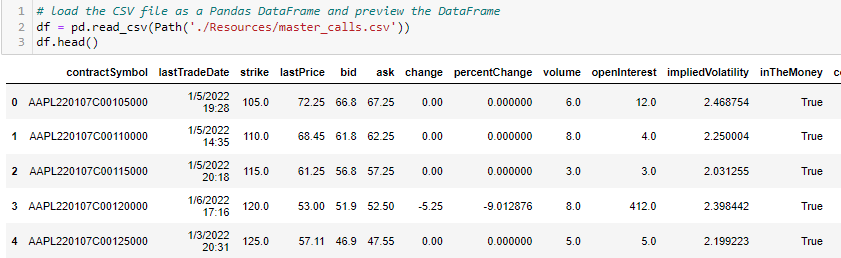 1 # load the CSV file as a Pandas DataFrame and preview the DataFrame
2 df = pd.read_csv(Path('./Resources/master_calls.csv'))
3 df.head()
contractSymbol lastTradeDate strike lastPrice bid ask change percentChange volume openInterest impliedVolatility inTheMoney
0 AAPL220107C00105000 1/5/2022 19:28 105.0 72.25 66.8 67.25 0.00 0.000000 6.0 12.0 2.468754 True
1 AAPL220107C00110000 1/5/2022 14:35 110.0 68.45 61.8 62.25 0.00 0.000000 8.0 4.0 2.250004 True
2 AAPL220107C00115000 1/5/2022 20:18 115.0 61.25 56.8 57.25 0.00 0.000000 3.0 3.0 2.031255 True
3 AAPL220107C00120000 1/6/2022 17:16 120.0 53.00 51.9 52.50 -5.25 -9.012876 8.0 412.0 2.398442 True
4 AAPL220107C00125000 1/3/2022 20:31 125.0 57.11 46.9 47.55 0.00 0.000000 5.0 5.0 2.199223 True